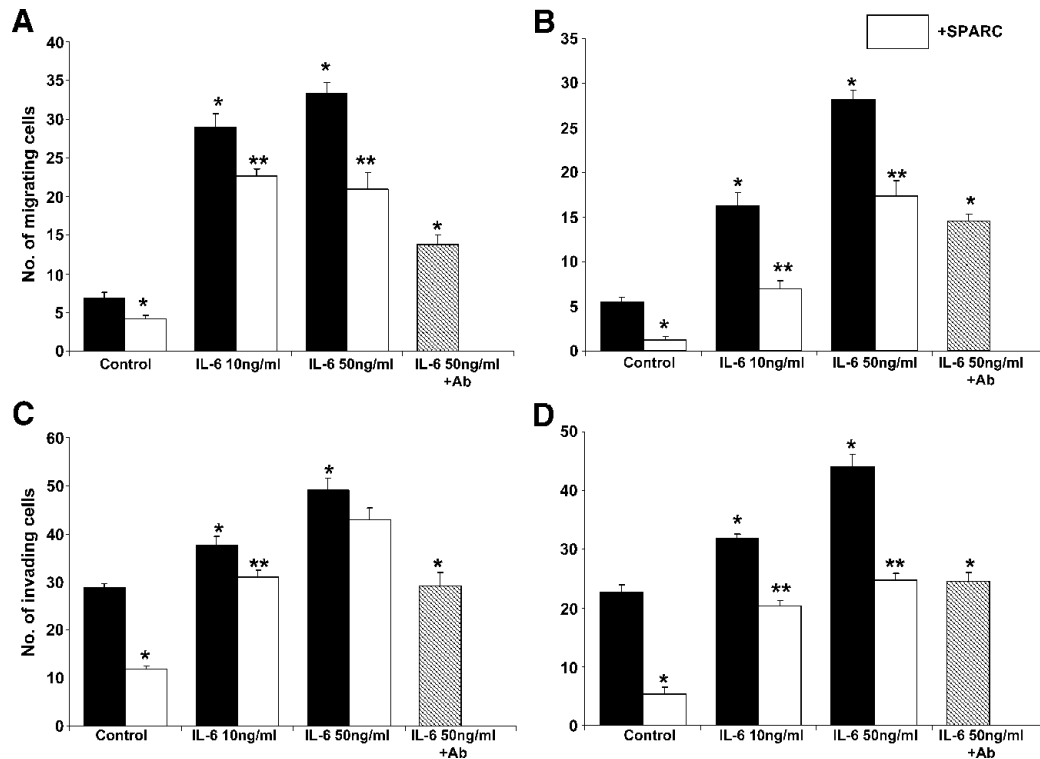 A
B
+SPARC
No. of migrating cells
40
35
30
25
20
15
10
5
0
* * ** * ** *
Control IL-6 10ng/ml IL-6 50ng/ml IL-6 50ng/ml
+Ab
35
30
25
20
15
10
5
0
* * ** * ** *
Control IL-6 10ng/ml IL-6 50ng/ml IL-6 50ng/ml
+Ab
C
No. of invading cells
60
50
40
30
20
10
0
* * ** * *
Control IL-6 10ng/ml IL-6 50ng/ml IL-6 50ng/ml
+Ab
D
50
40
30
20
10
0
* * ** * ** *
Control IL-6 10ng/ml IL-6 50ng/ml IL-6 50ng/ml
+Ab